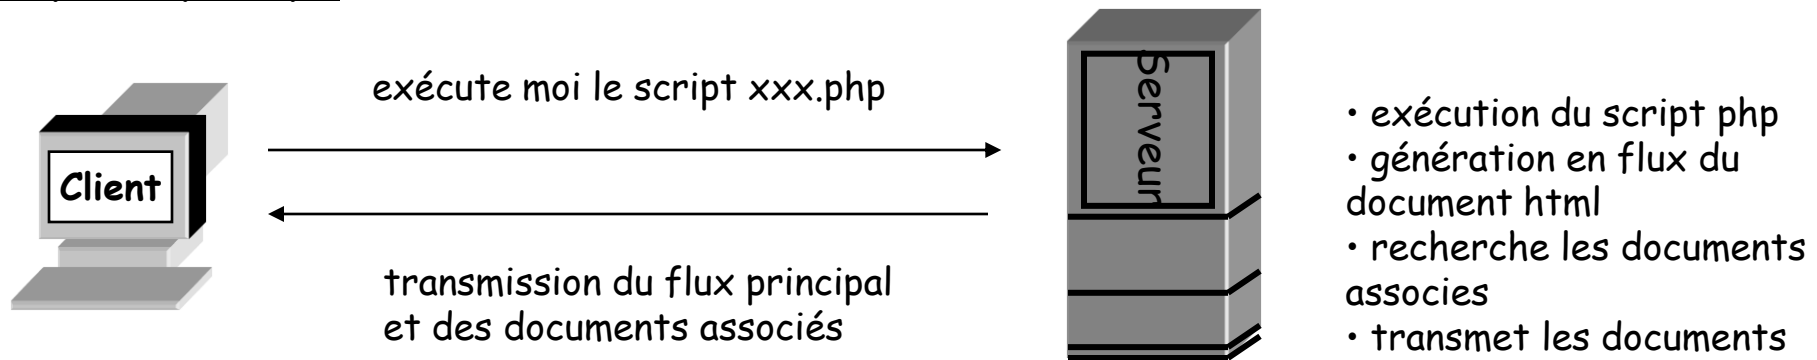 exécute moi le script xxx.php
Client
transmission du flux principal
et des documents associés
Serveur
• exécution du script php
• génération en flux du
document html
• recherche les documents
associes
• transmet les documents